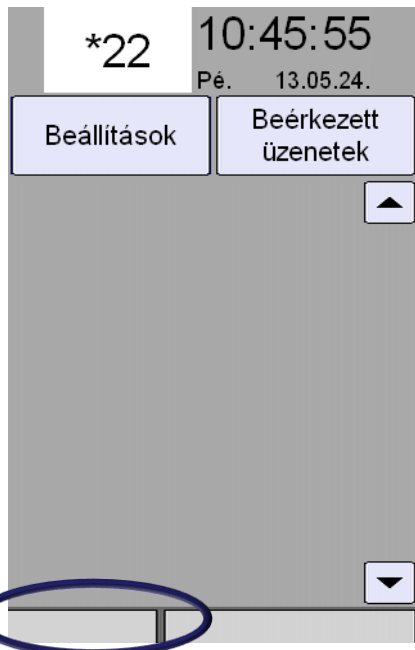 *22
10:45:55
Pé. 13.05.24.
Beállítások
Beérkezett
üzenetek